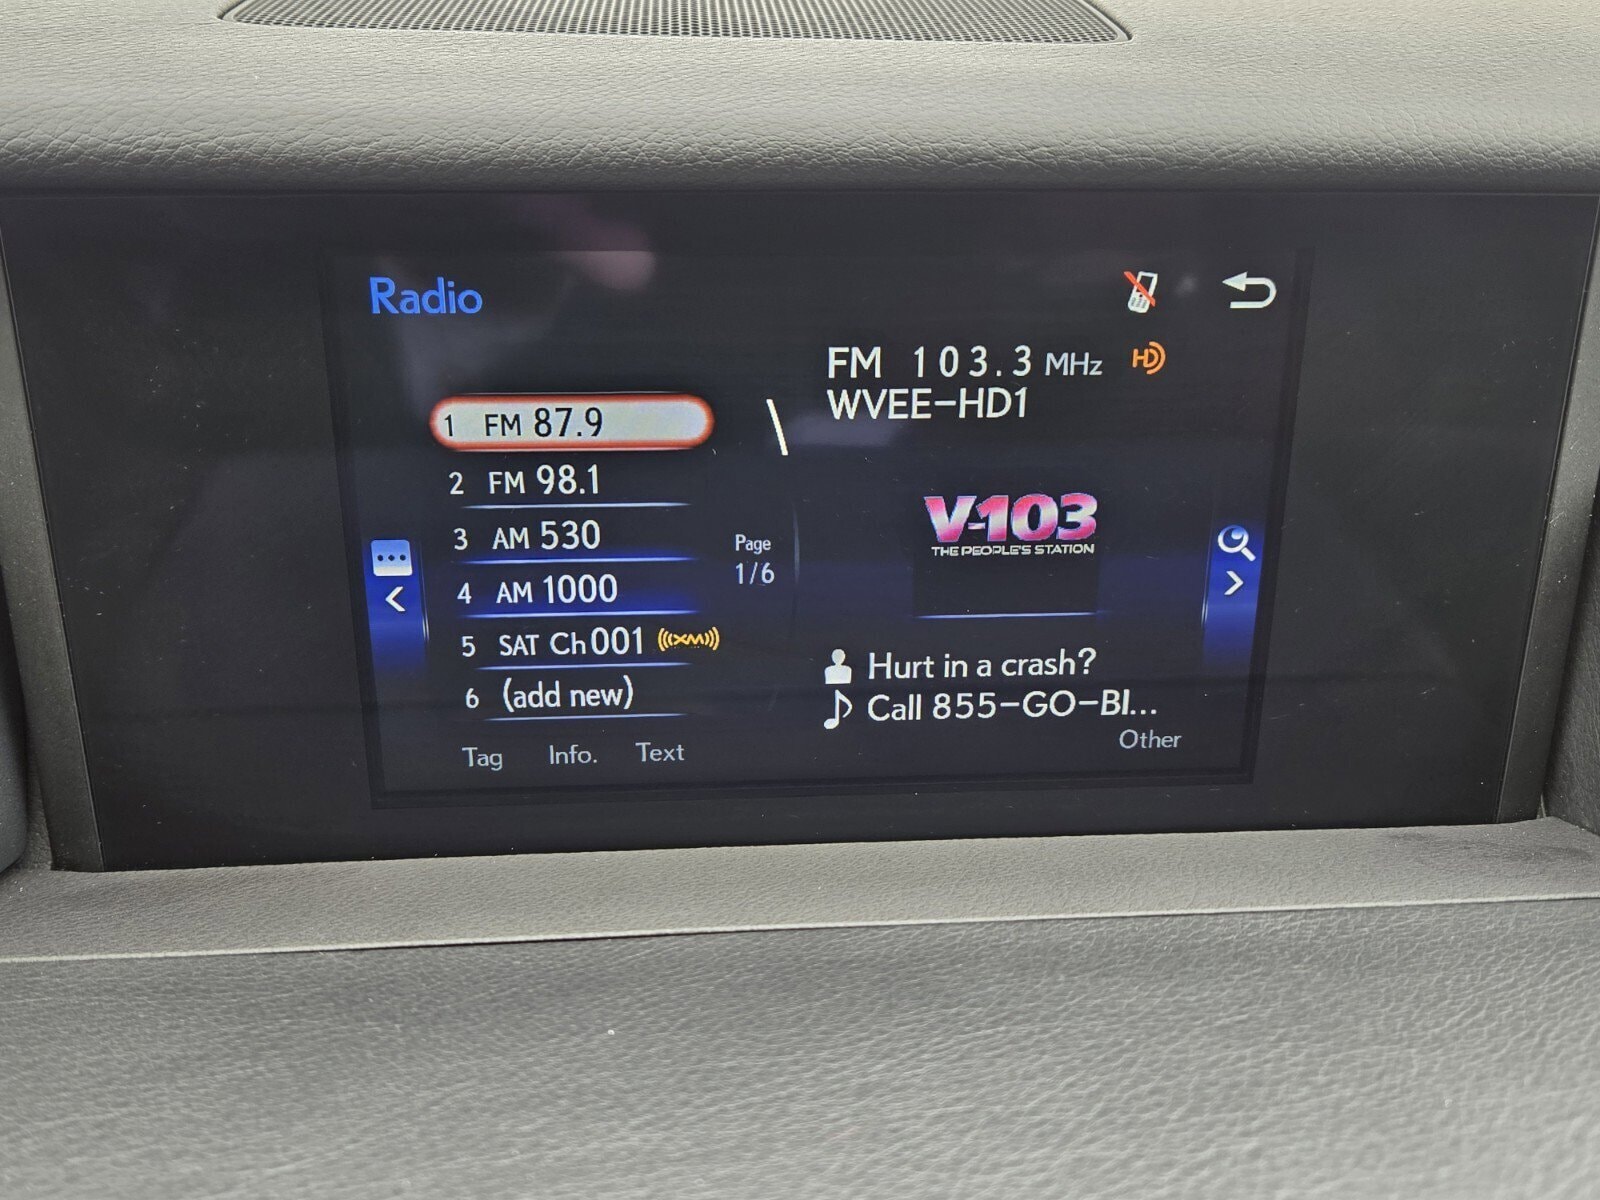 Radio
FM 103.3 MHz HD
WVEE-HD1
1 FM 87.9
2 FM 98.1
3 AM 530
4 AM 1000
5 SAT Ch 001 ((XM))
6 (add new)
Page
1/6
V-103
THE PEOPLE'S STATION
Hurt in a crash?
Call 855-GO-BI...
Tag Info. Text
Other